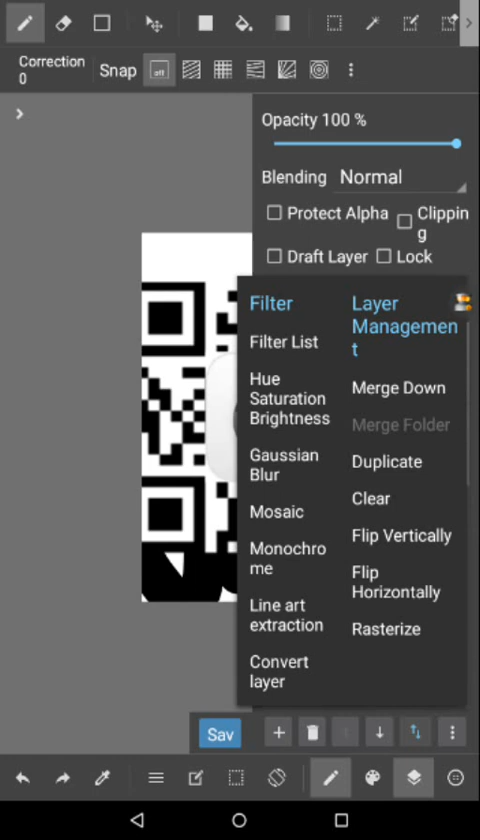 Correction
0
Snap
off
Opacity 100 %
Blending
Normal
Protect Alpha
Clippin
g
Draft Layer
Lock
Filter
Filter List
Hue
Saturation
Brightness
Gaussian
Blur
Mosaic
Monochro
me
Line art
extraction
Convert
layer
Layer
Managemen
t
Merge Down
Merge Folder
Duplicate
Clear
Flip Vertically
Flip
Horizontally
Rasterize
Sav